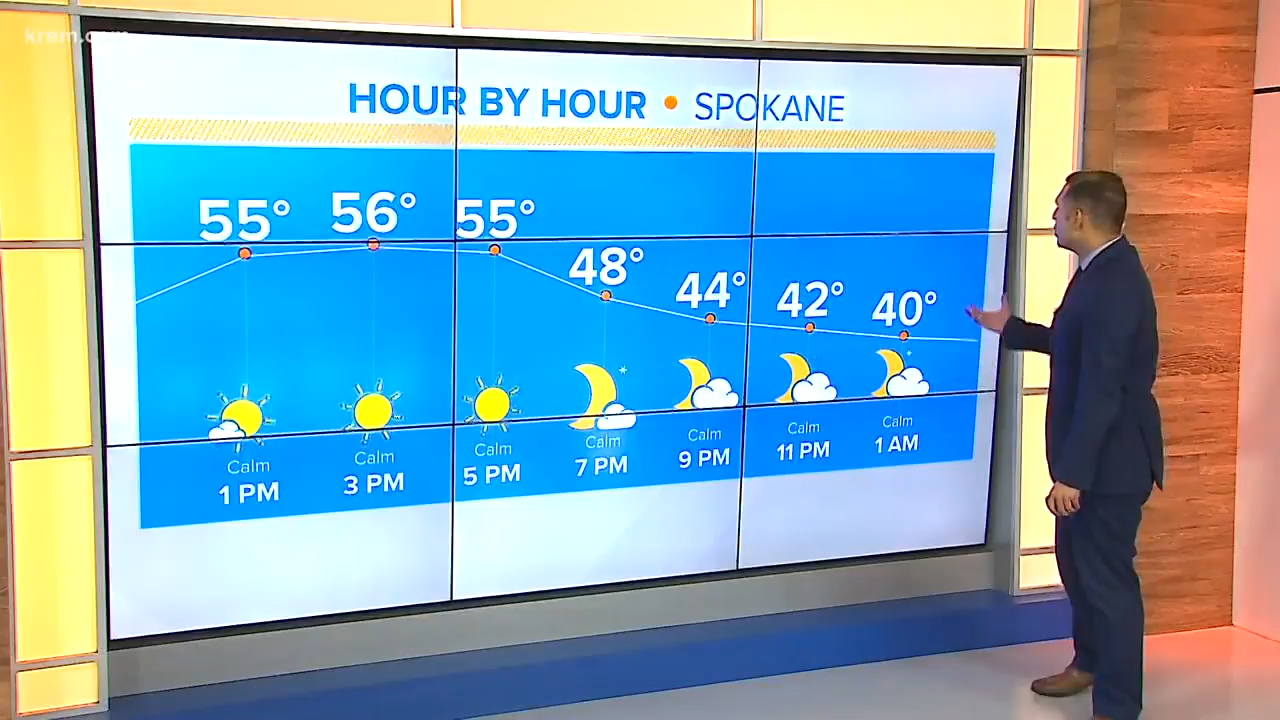 krem.com
HOUR BY HOUR • SPOKANE
55° 56° 55° 48° 44° 42° 40°
Calm Calm Calm Calm Calm Calm Calm
1 PM 3 PM 5 PM 7 PM 9 PM 11 PM 1 AM